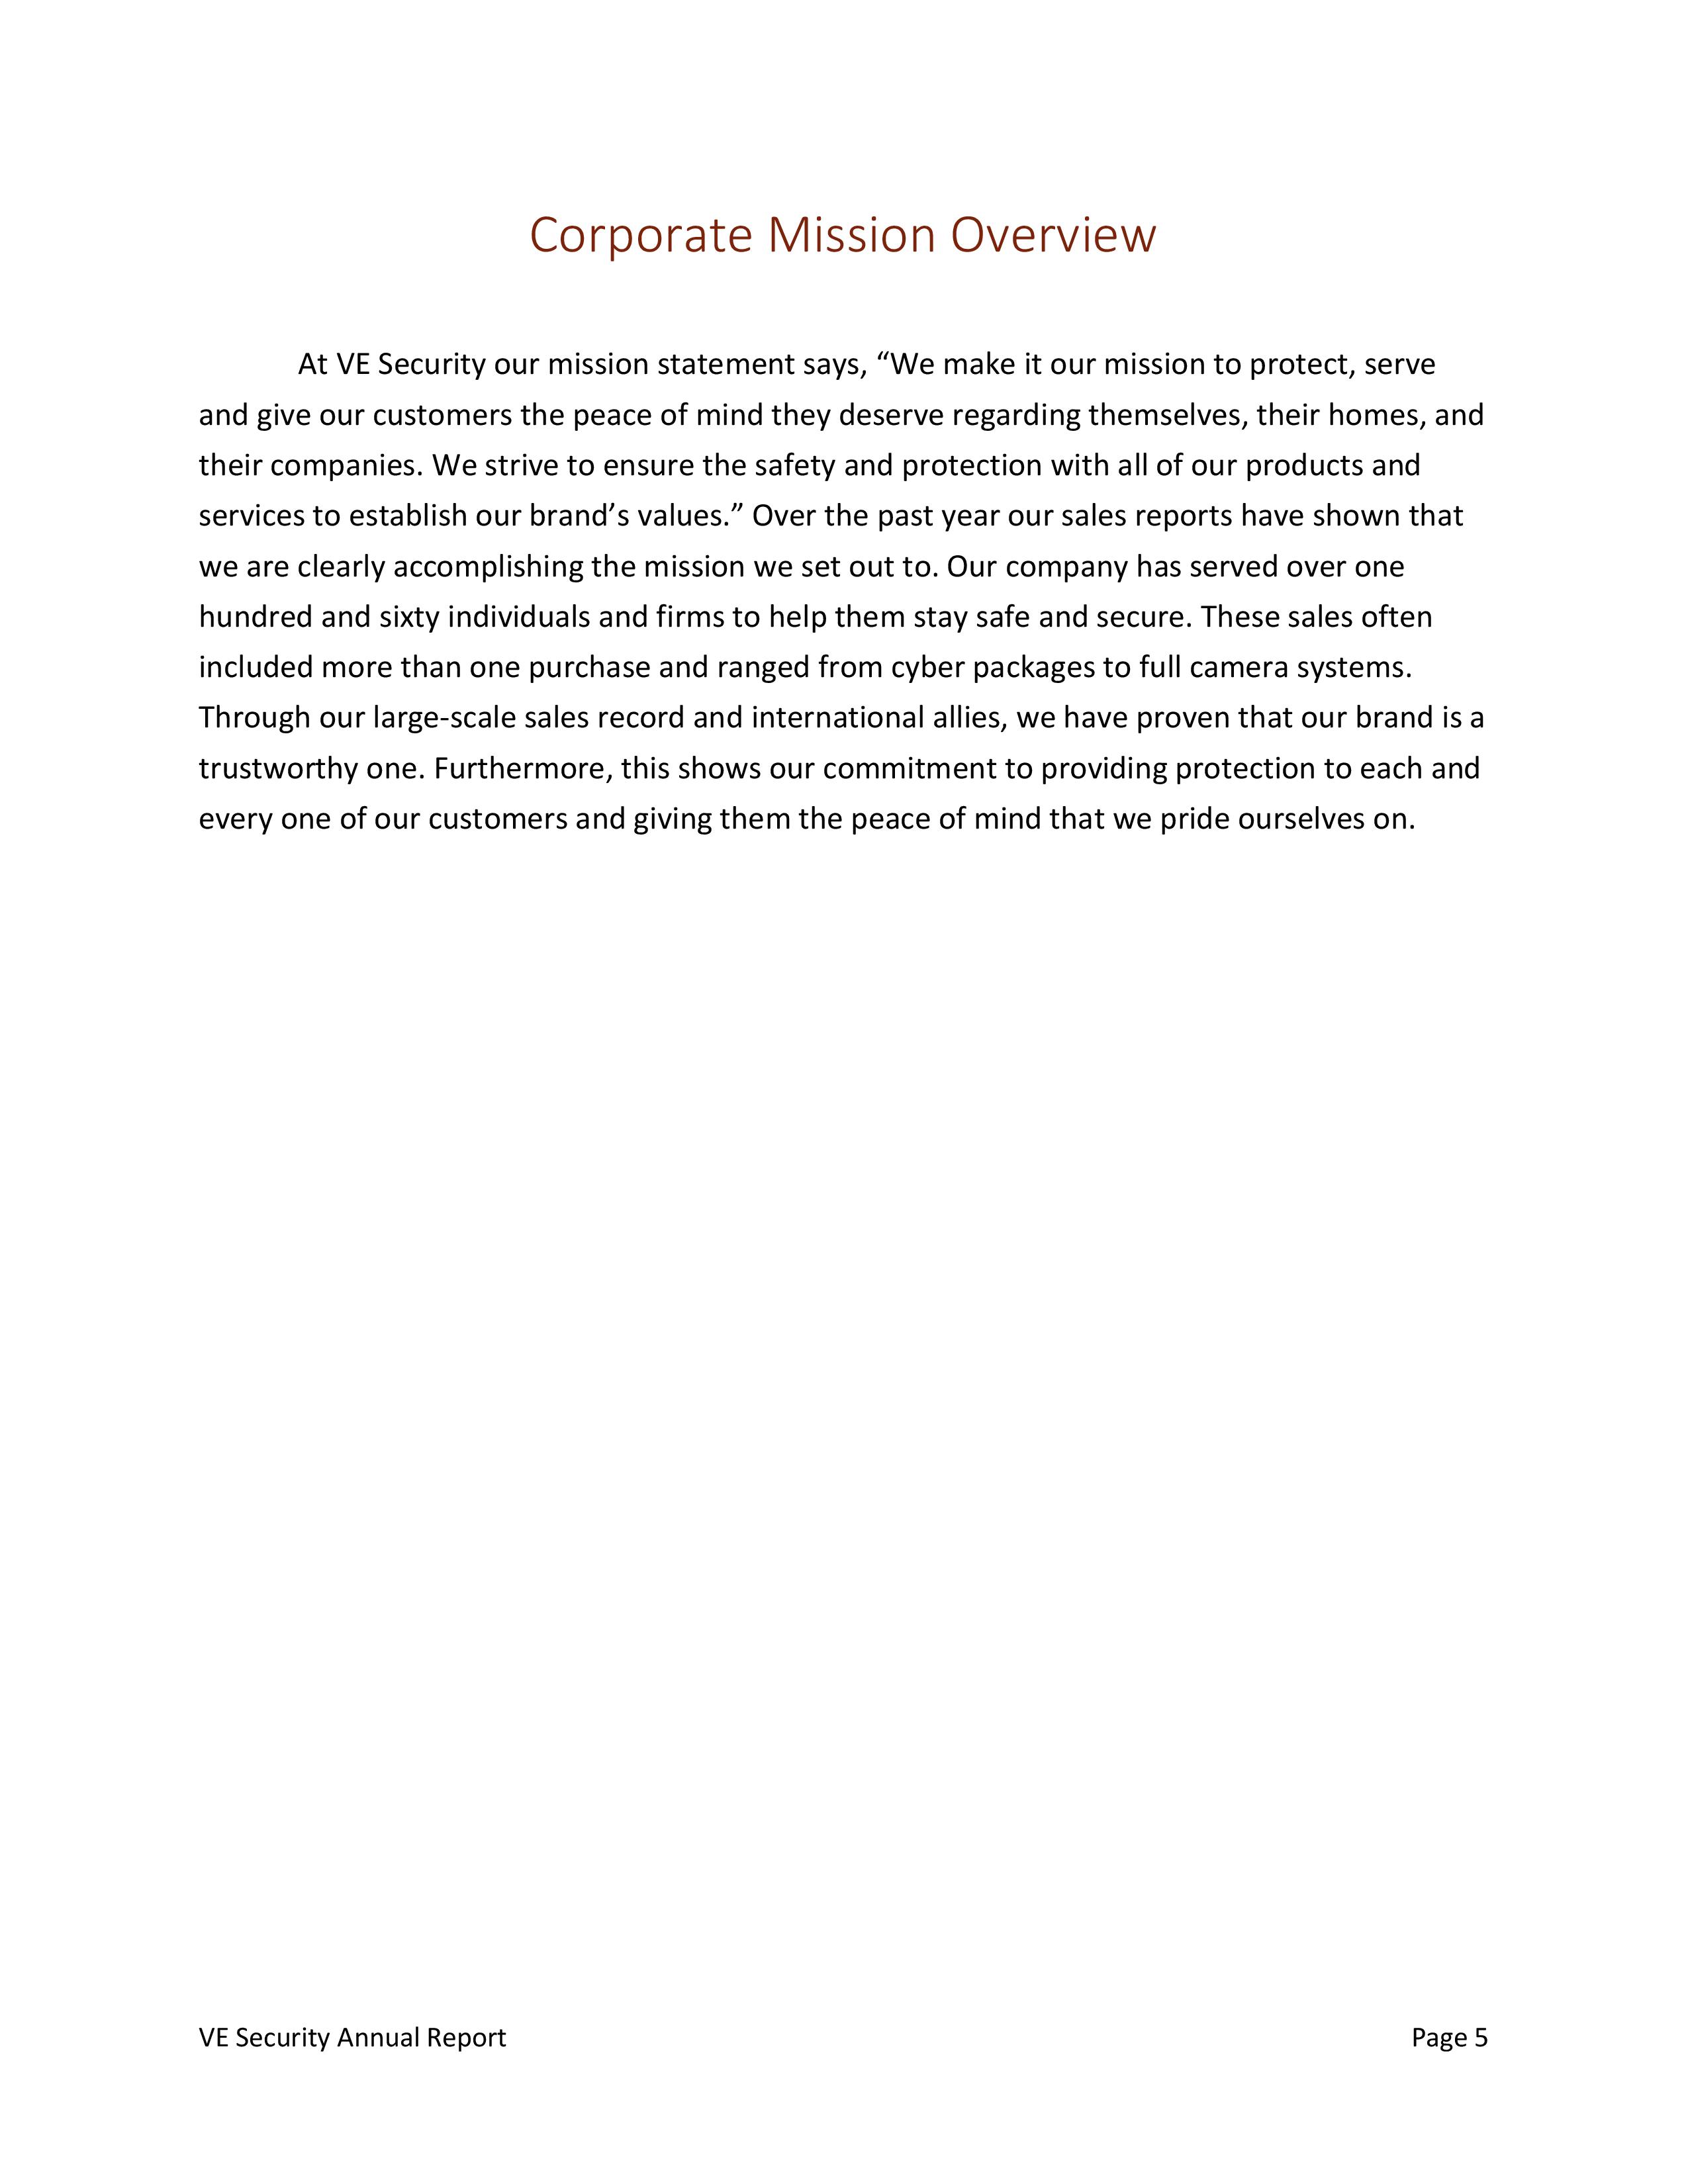 Corporate Mission Overview
At VE Security our mission statement says, “We make it our mission to protect, serve
and give our customers the peace of mind they deserve regarding themselves, their homes, and
their companies. We strive to ensure the safety and protection with all of our products and
services to establish our brand’s values.” Over the past year our sales reports have shown that
we are clearly accomplishing the mission we set out to. Our company has served over one
hundred and sixty individuals and firms to help them stay safe and secure. These sales often
included more than one purchase and ranged from cyber packages to full camera systems.
Through our large-scale sales record and international allies, we have proven that our brand is a
trustworthy one. Furthermore, this shows our commitment to providing protection to each and
every one of our customers and giving them the peace of mind that we pride ourselves on.
VE Security Annual Report Page 5